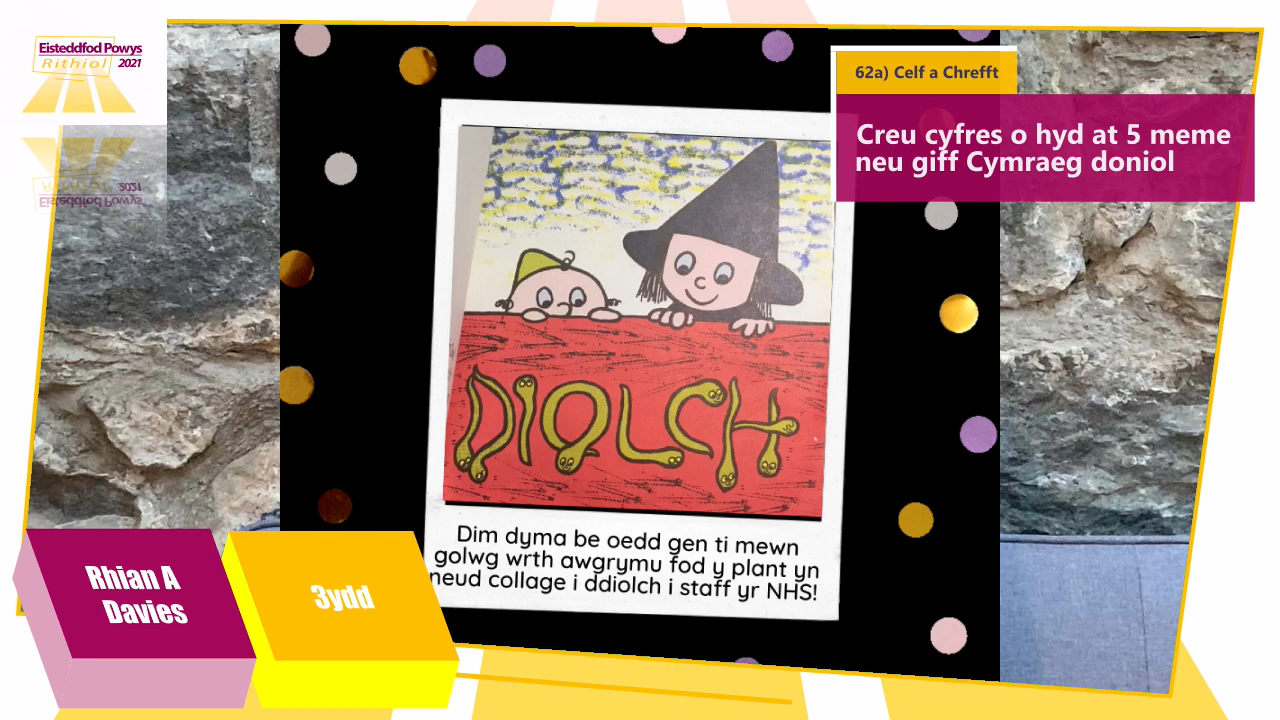 Eisteddfod Powys
Rithiol 2021
62a) Celf a Chrefft
Creu cyfres o hyd at 5 meme
neu giff Cymraeg doniol
DIOLCH
Dim dyma be oedd gen ti mewn
golwg wrth awgrymu fod y plant yn
neud collage i ddiolch i staff yr NHS!
Rhian A
Davies
3ydd